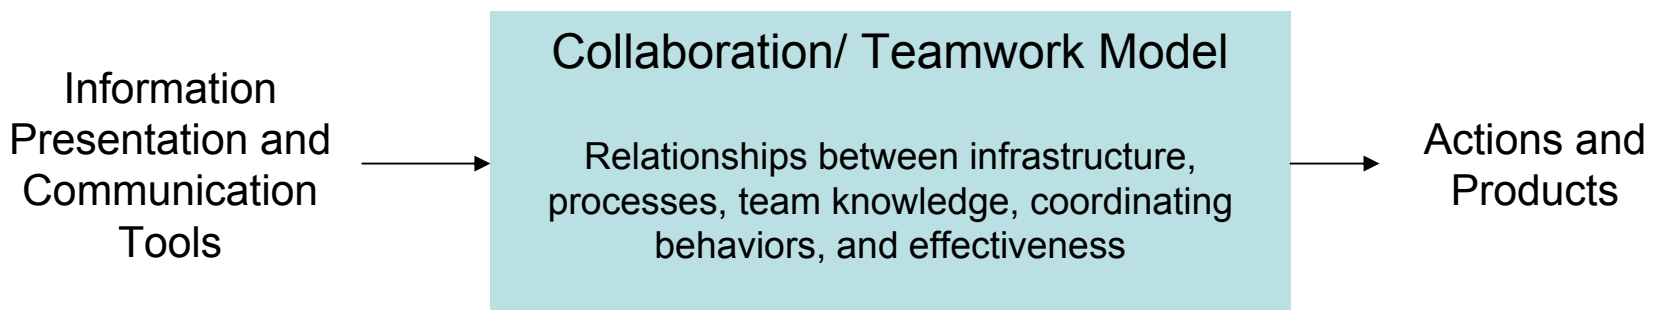 Information
Presentation and
Communication
Tools
Collaboration/ Teamwork Model
Relationships between infrastructure,
processes, team knowledge, coordinating
behaviors, and effectiveness
Actions and
Products